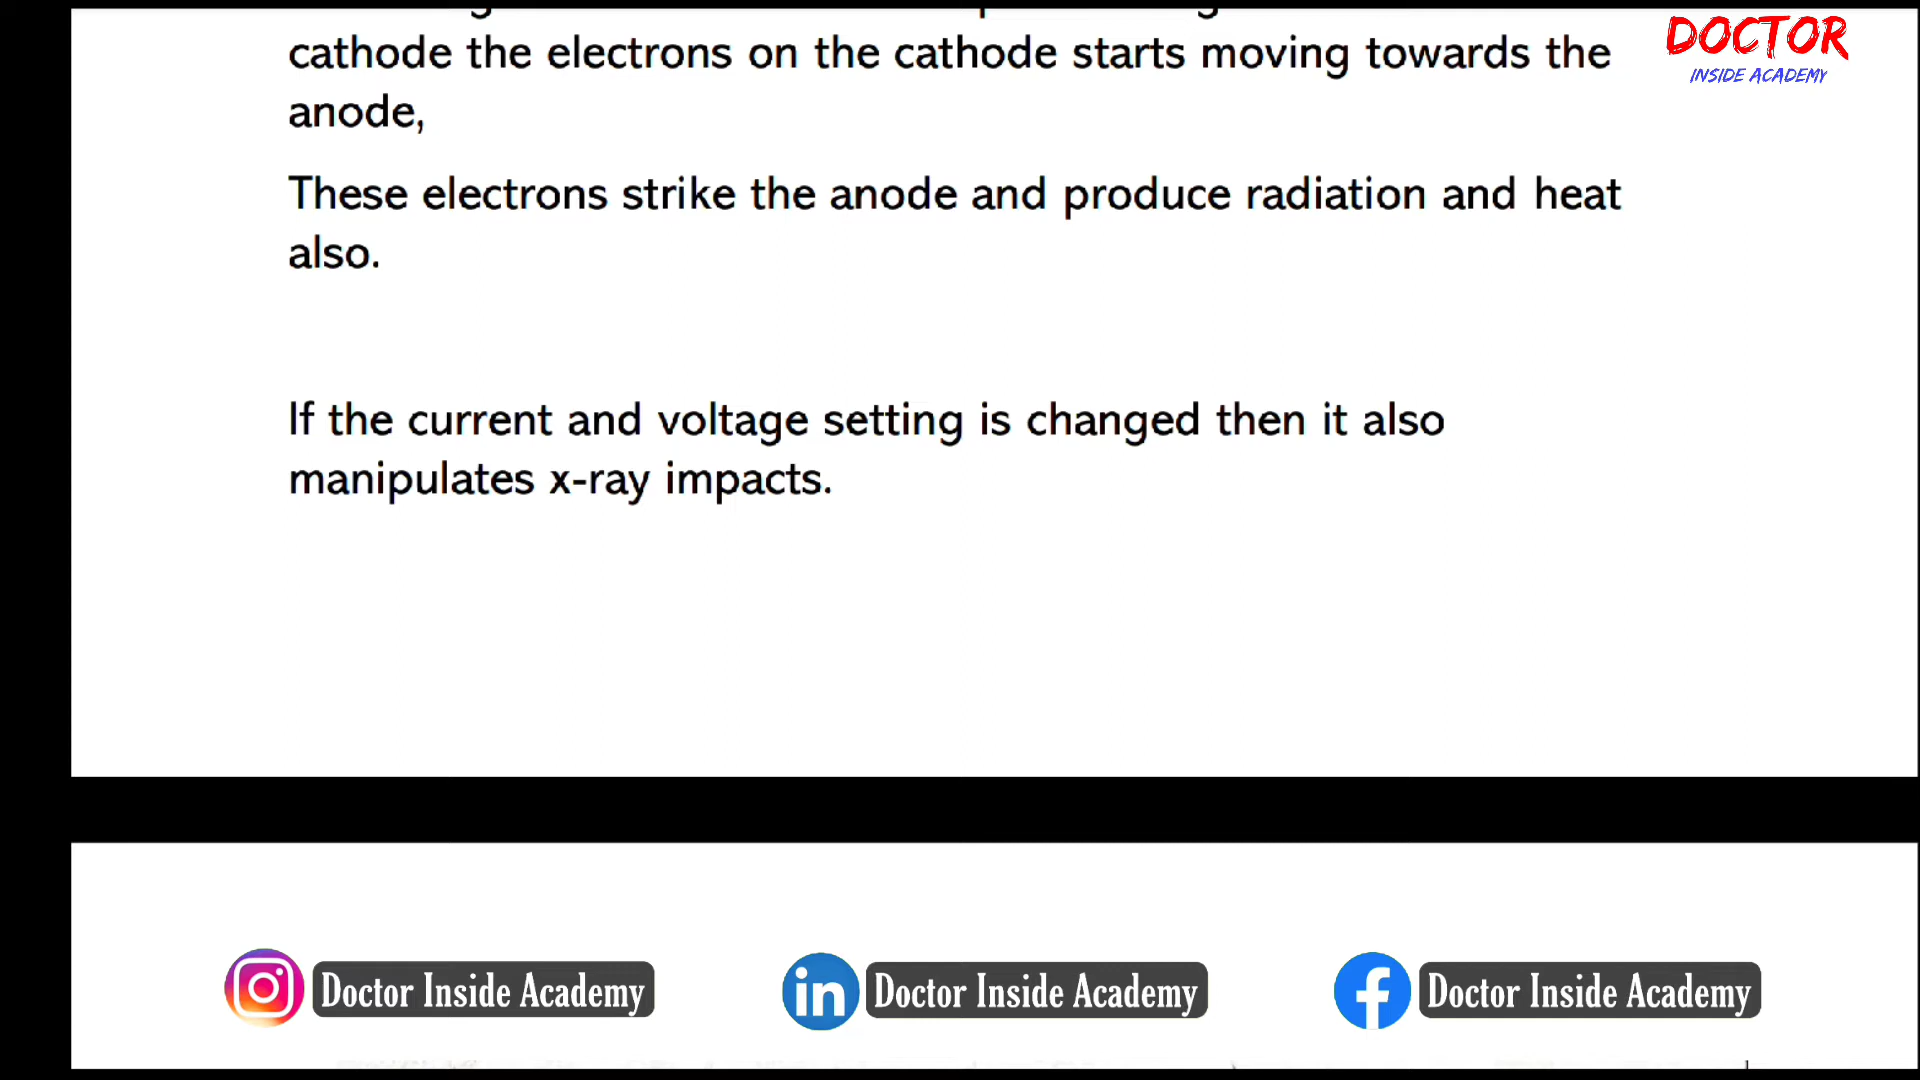 DOCTOR
INSIDE ACADEMY
cathode the electrons on the cathode starts moving towards the
anode,
These electrons strike the anode and produce radiation and heat
also.
If the current and voltage setting is changed then it also
manipulates x-ray impacts.
Doctor Inside Academy
in Doctor Inside Academy
f Doctor Inside Academy